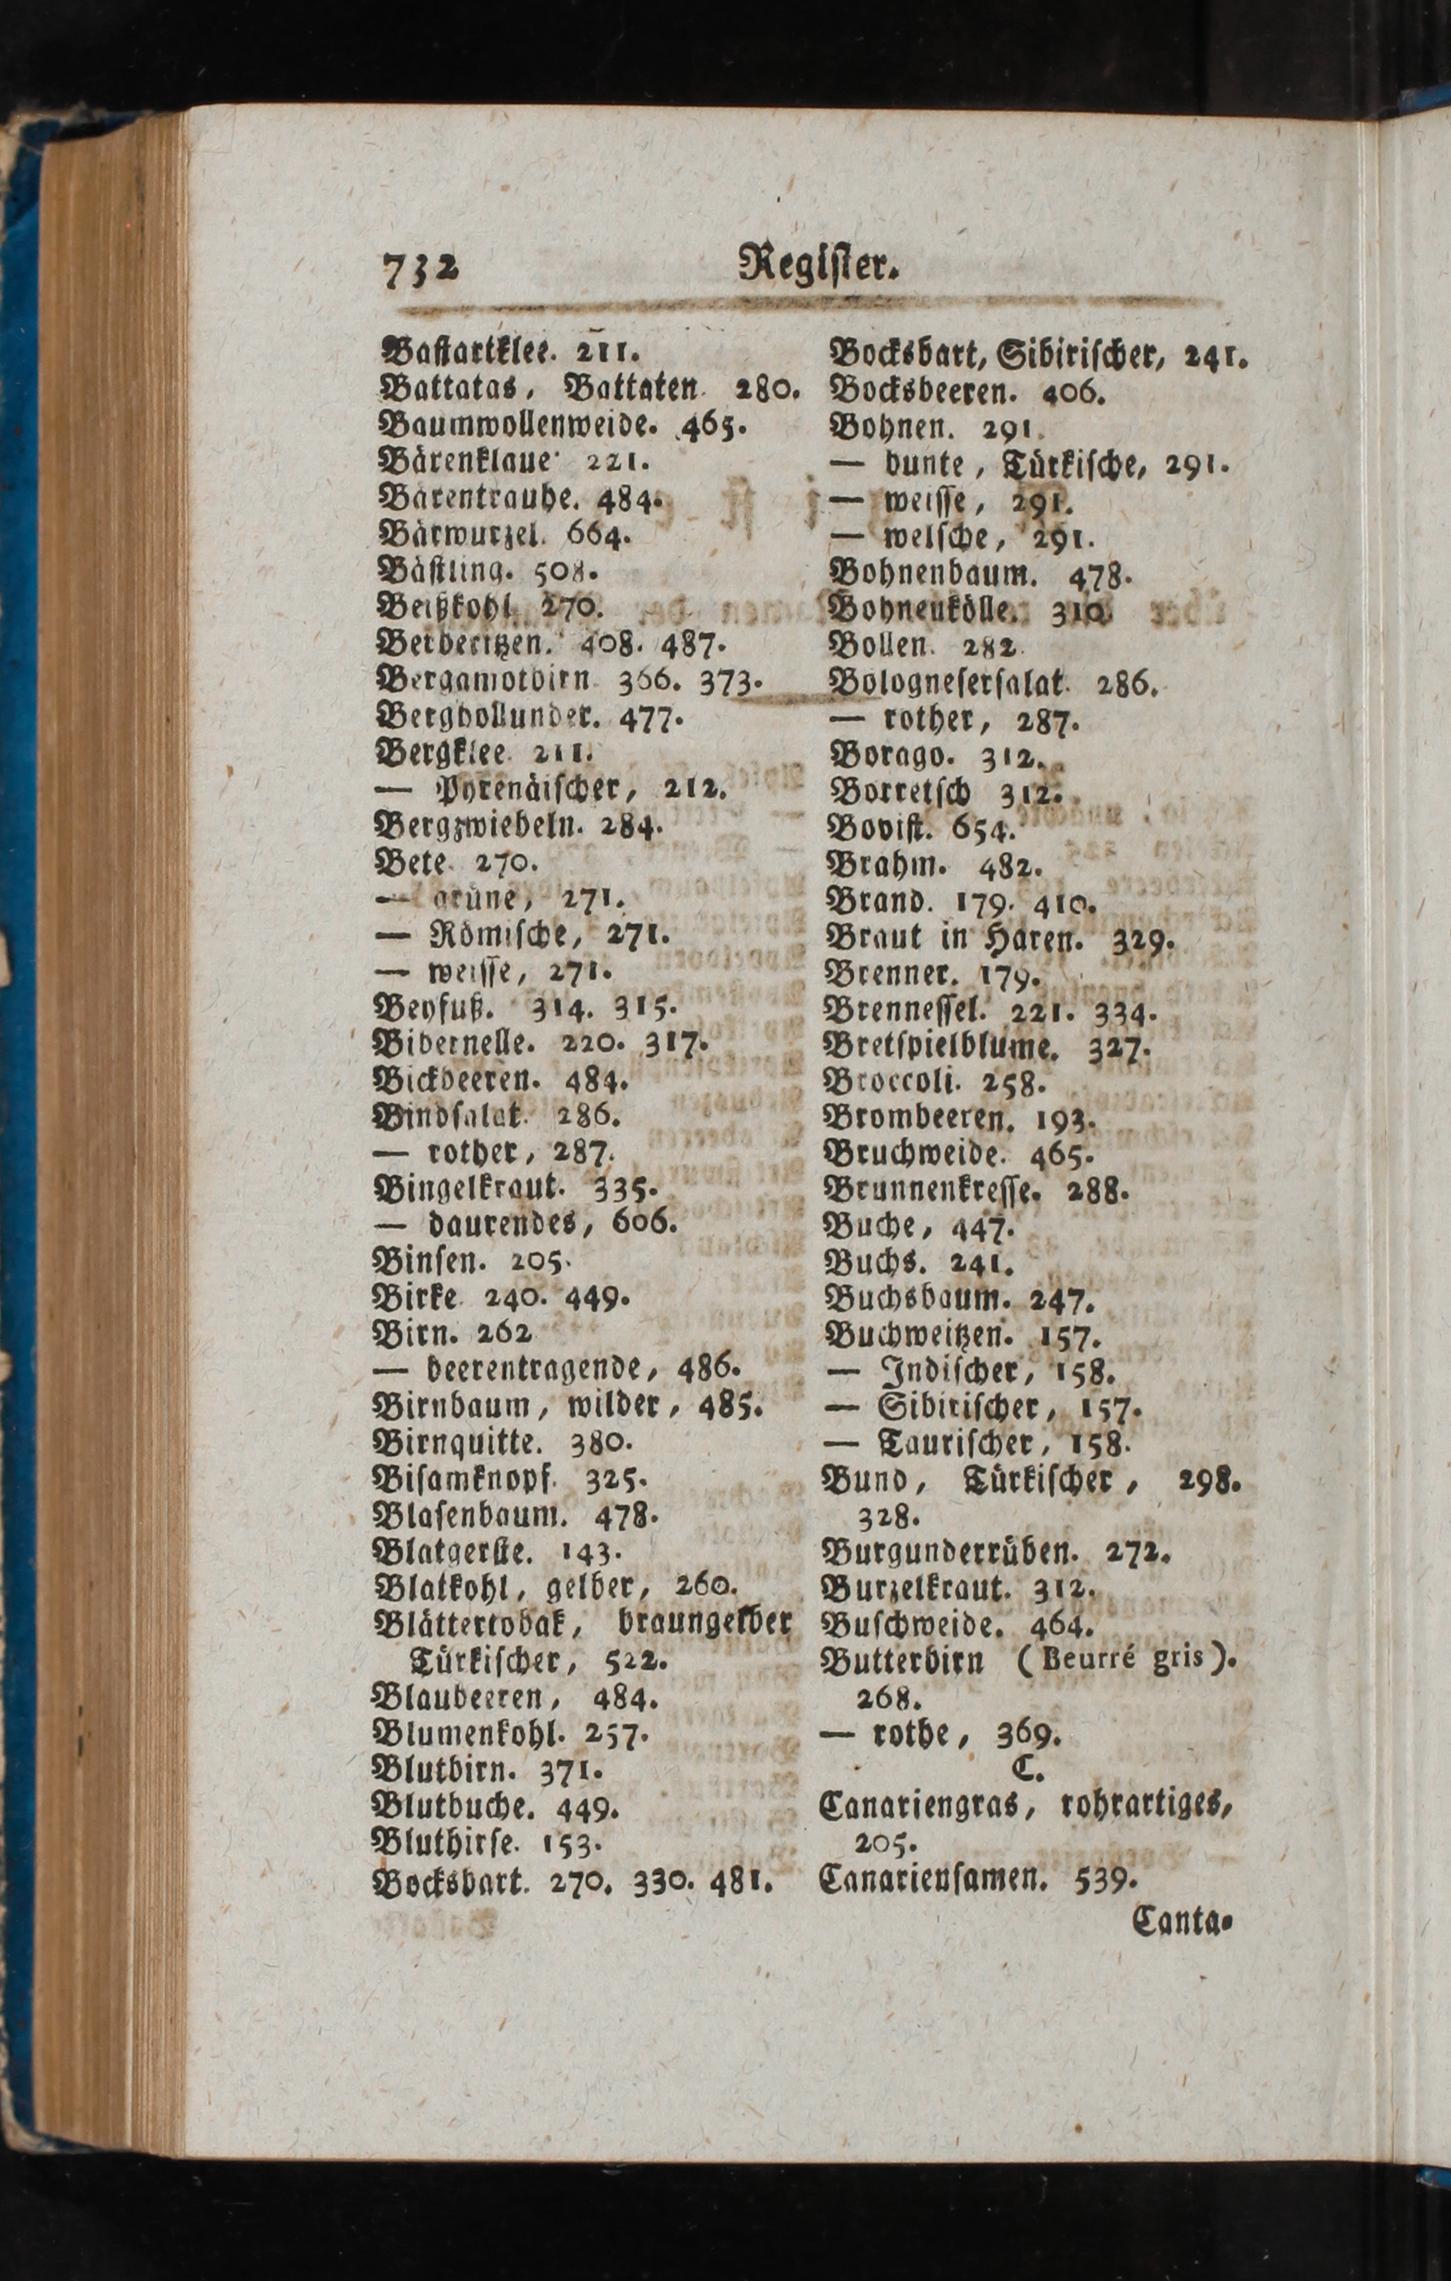 732 Register.
Bastartklee. 211.
Battatas, Battaten 280.
Baumwollenweide. 465.
Bärenklaue 221.
Bärentraube. 484.
Bärwurzel. 664.
Bästling. 508.
Beißkohl. 270.
Berberitzen. 408. 487.
Bergamotbirn 366. 373.
Berghollunder. 477.
Bergklee 211.
— Pyrenäischer, 212.
Bergzwiebeln. 284.
Bete 270.
— grüne, 271.
— Römische, 271.
— weisse, 271.
Beyfuß. 314. 315.
Bibernelle. 220. 317.
Bickbeeren. 484.
Bindsalat. 286.
— rother, 287.
Bingelkraut. 335.
— daurendes, 606.
Binsen. 205.
Birke 240. 449.
Birn. 262
— beerentragende, 486.
Birnbaum, wilder, 485.
Birnquitte. 380.
Bisamknopf. 325.
Blasenbaum. 478.
Blatgerste. 143.
Blatkohl, gelber, 260.
Blättertobak, braungelber
Türkischer, 522.
Blaubeeren, 484.
Blumenkohl. 257.
Blutbirn. 371.
Blutbuche. 449.
Bluthirse. 153.
Bocksbart. 270. 330. 481.
Bocksbart, Sibirischer, 241.
Bocksbeeren. 406.
Bohnen. 291.
— bunte, Türkische, 291.
— weisse, 291.
— welsche, 291.
Bohnenbaum. 478.
Bohnenkölle. 310.
Bollen. 282.
Bolognesersalat. 286.
— rother, 287.
Borago. 312.
Borretsch 312.
Bovist. 654.
Brahm. 482.
Brand. 179. 410.
Braut in Haren. 329.
Brenner. 179.
Brennessel. 221. 334.
Bretspielblume. 327.
Broccoli. 258.
Brombeeren. 193.
Bruchweide. 465.
Brunnenkresse. 288.
Buche, 447.
Buchs. 241.
Buchsbaum. 247.
Buchweitzen. 157.
— Indischer, 158.
— Sibirischer, 157.
— Taurischer, 158.
Bund, Türkischer, 298.
328.
Burgunderrüben. 272.
Burzelkraut. 312.
Buschweide. 464.
Butterbirn (Beurré gris).
268.
— rothe, 369.
C.
Canariengras, rohrartiges,
205.
Canariensamen. 539.
Canta-